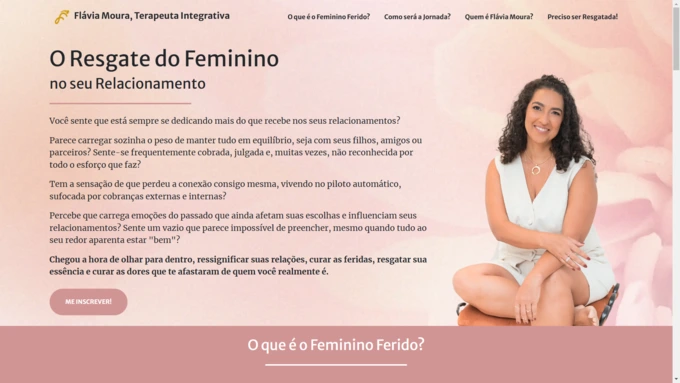 Flávia Moura, Terapeuta Integrativa
O que é o Feminino Ferido?
Como será a Jornada?
Quem é Flávia Moura?
Preciso ser Resgatada!
O Resgate do Feminino
no seu Relacionamento
Você sente que está sempre se dedicando mais do que recebe nos seus relacionamentos?
Parece carregar sozinha o peso de manter tudo em equilíbrio, seja com seus filhos, amigos ou
parceiros? Sente-se frequentemente cobrada, julgada e, muitas vezes, não reconhecida por
todo o esforço que faz?
Tem a sensação de que perdeu a conexão consigo mesma, vivendo no piloto automático,
sufocada por cobranças externas e internas?
Percebe que carrega emoções do passado que ainda afetam suas escolhas e influenciam seus
relacionamentos? Sente um vazio que parece impossível de preencher, mesmo quando tudo ao
seu redor aparenta estar "bem"?
Chegou a hora de olhar para dentro, ressignificar suas relações, curar as feridas, resgatar sua
essência e curar as dores que te afastaram de quem você realmente é.
ME INSCREVER!
O que é o Feminino Ferido?